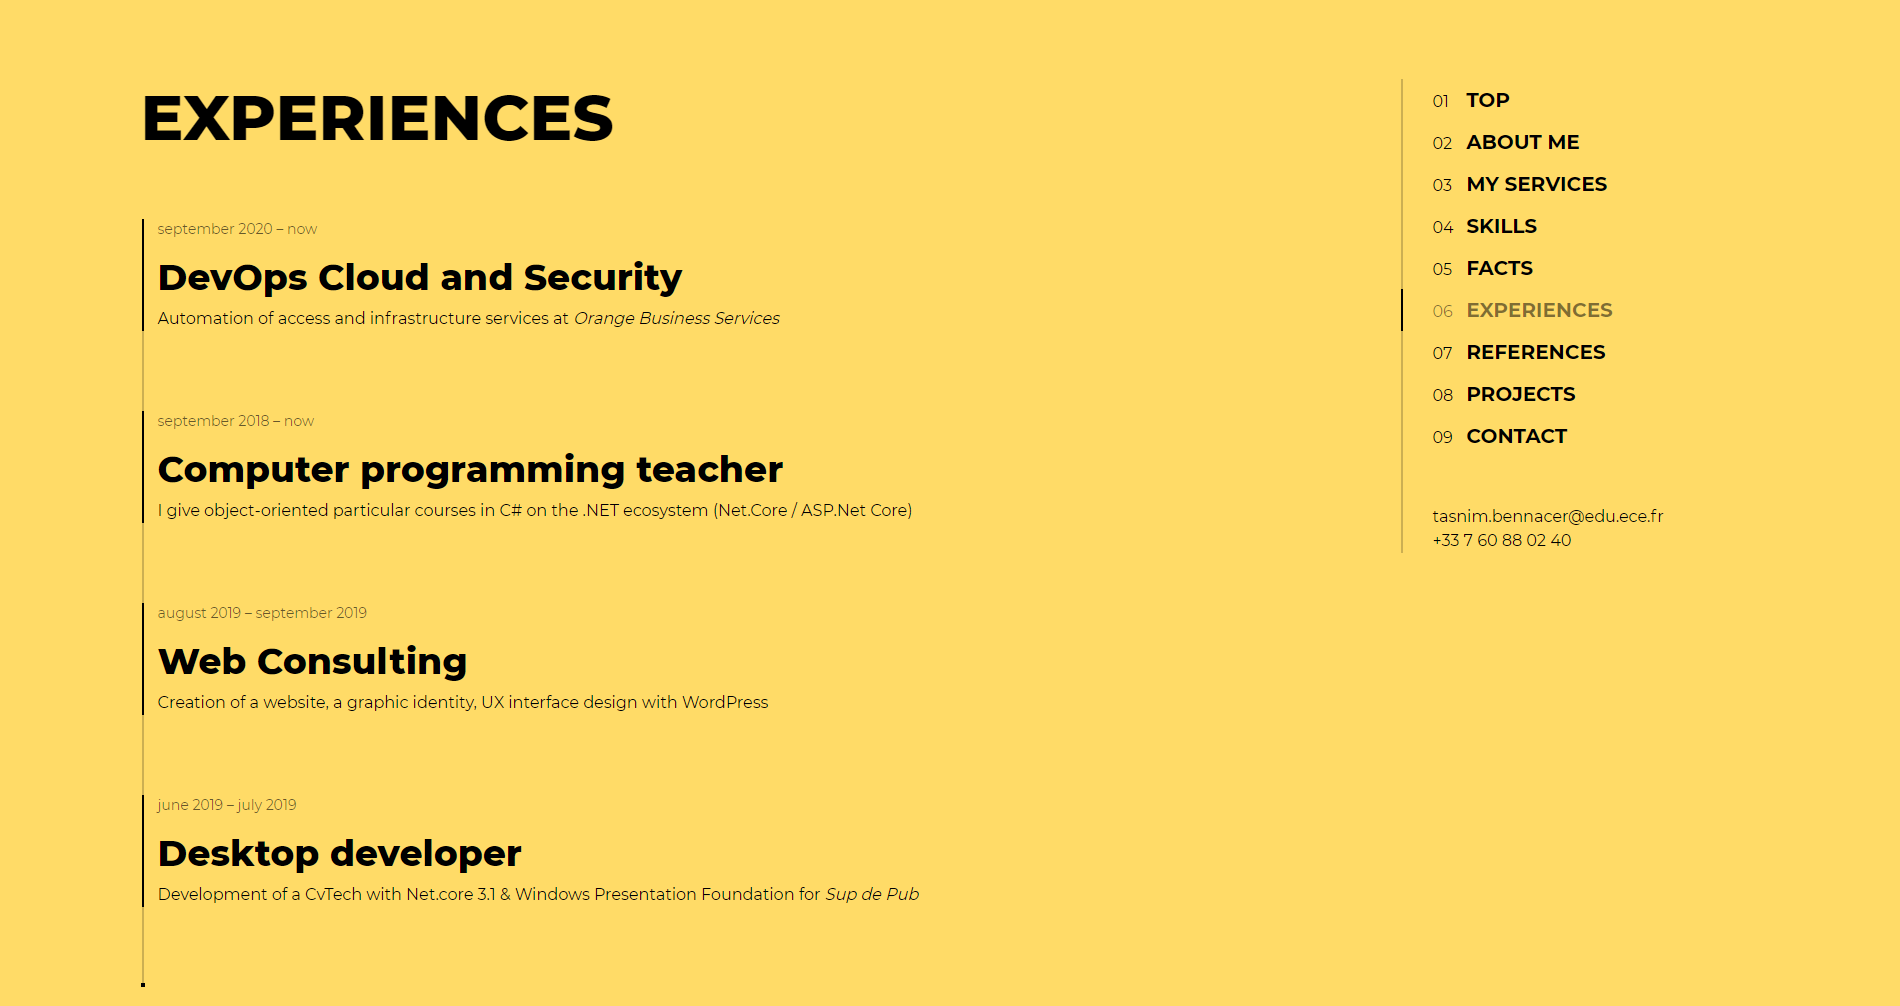 EXPERIENCES
september 2020 – now
DevOps Cloud and Security
Automation of access and infrastructure services at Orange Business Services
september 2018 – now
Computer programming teacher
I give object-oriented particular courses in C# on the .NET ecosystem (Net.Core / ASP.Net Core)
august 2019 – september 2019
Web Consulting
Creation of a website, a graphic identity, UX interface design with WordPress
june 2019 – july 2019
Desktop developer
Development of a CvTech with Net.core 3.1 & Windows Presentation Foundation for Sup de Pub
01 TOP
02 ABOUT ME
03 MY SERVICES
04 SKILLS
05 FACTS
06 EXPERIENCES
07 REFERENCES
08 PROJECTS
09 CONTACT
tasnim.bennacer@edu.ece.fr
+33 7 60 88 02 40